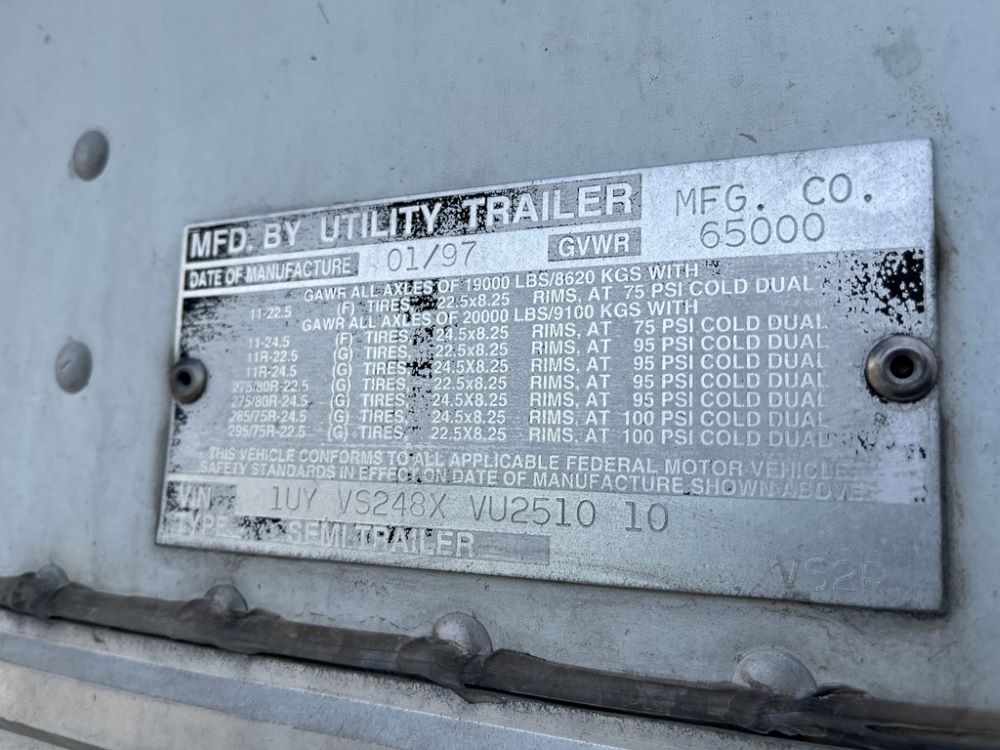 MFD. BY UTILITY TRAILER MFG. CO.
DATE OF MANUFACTURE 01/97 GVWR 65000
GAWR ALL AXLES OF 19000 LBS/8620 KGS WITH
11-22.5 (F) TIRES, 22.5x8.25 RIMS, AT 75 PSI COLD DUAL
GAWR ALL AXLES OF 20000 LBS/9100 KGS WITH
11-24.5 (F) TIRES, 24.5x8.25 RIMS, AT 75 PSI COLD DUAL
11R-22.5 (G) TIRES, 22.5x8.25 RIMS, AT 95 PSI COLD DUAL
11R-24.5 (G) TIRES, 24.5X8.25 RIMS, AT 95 PSI COLD DUAL
275/80R-22.5 (G) TIRES, 22.5X8.25 RIMS, AT 95 PSI COLD DUAL
275/80R-24.5 (G) TIRES, 24.5X8.25 RIMS, AT 95 PSI COLD DUAL
285/75R-24.5 (G) TIRES, 24.5X8.25 RIMS, AT 100 PSI COLD DUAL
295/75R-22.5 (G) TIRES, 22.5X8.25 RIMS, AT 100 PSI COLD DUAL
THIS VEHICLE CONFORMS TO ALL APPLICABLE FEDERAL MOTOR VEHICLE
SAFETY STANDARDS IN EFFECT ON DATE OF MANUFACTURE SHOWN ABOVE
VIN 1UY VS248X VU2510 10
TYPE SEMI TRAILER